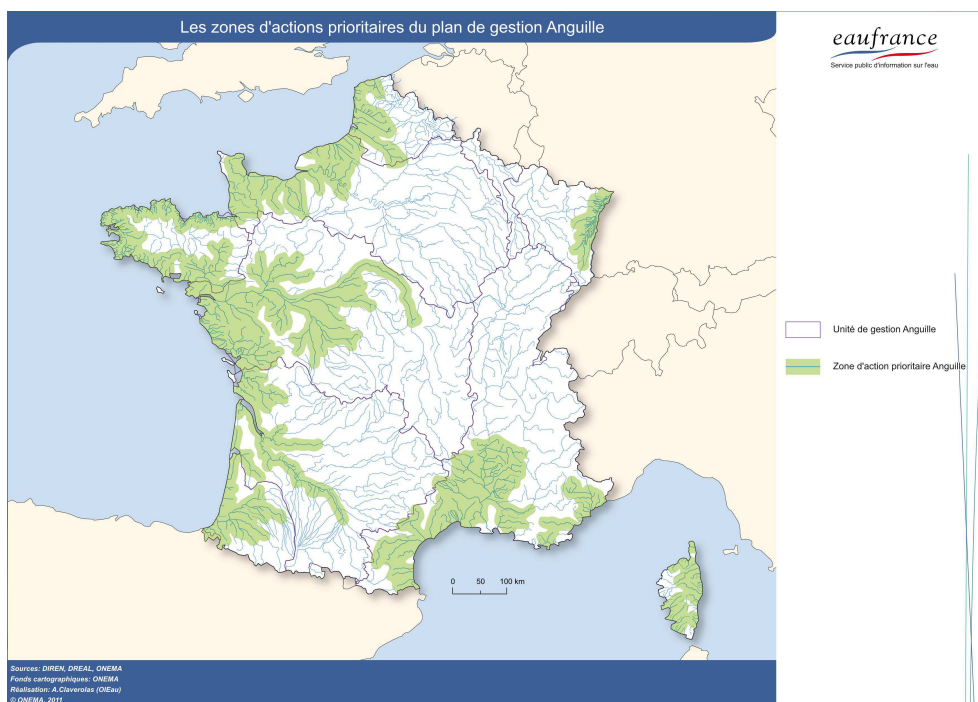 Les zones d'actions prioritaires du plan de gestion Anguille
eaufrance
Service public d'information sur l'eau
Unité de gestion Anguille
Zone d'action prioritaire Anguille
0 50 100 km
Sources: DIREN, DREAL, ONEMA
Fonds cartographiques: ONEMA
Réalisation: A.Claverolas (OIEau)
© ONEMA, 2011